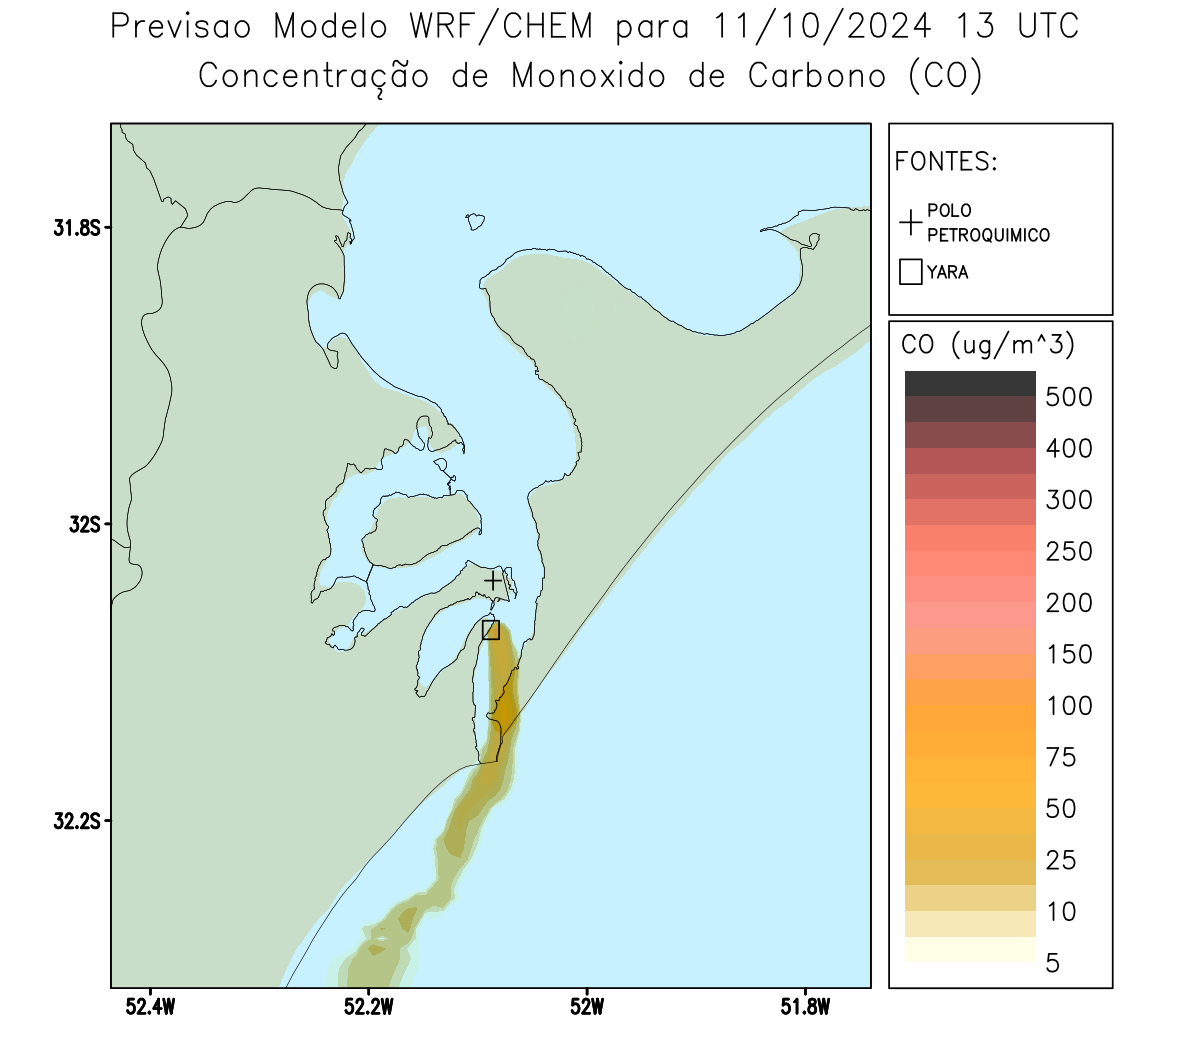 Previsao Modelo WRF/CHEM para 11/10/2024 13 UTC
Concentração de Monoxido de Carbono (CO)
FONTES:
POLO
PETROQUIMICO
YARA
CO (ug/m^3)
500
400
300
250
200
150
100
75
50
25
10
5
31.8S
32S
32.2S
52.4W
52.2W
52W
51.8W